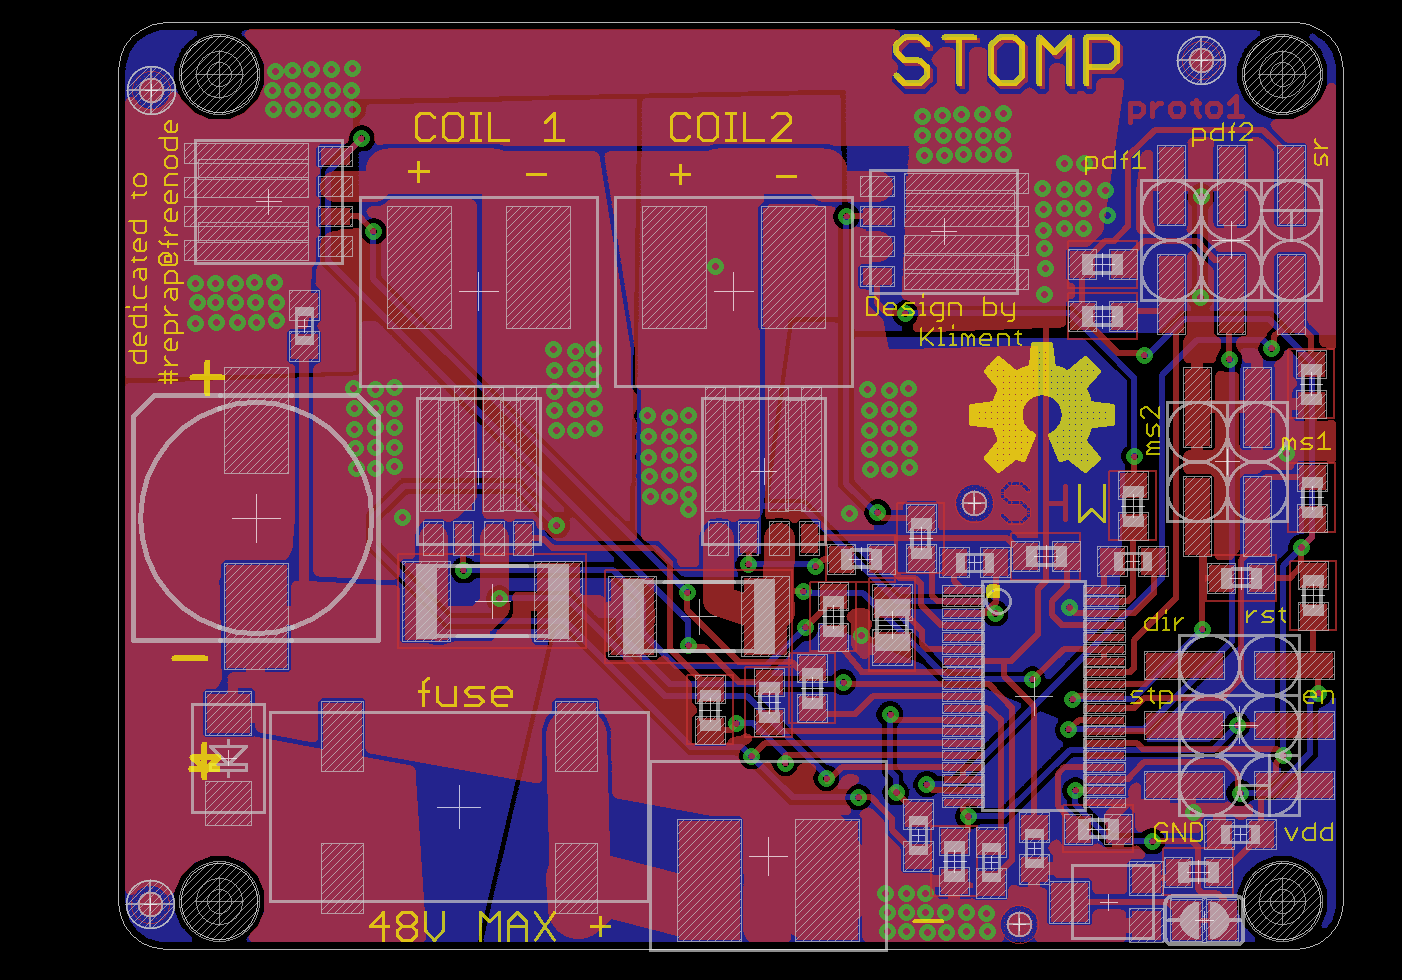 STOMP
proto1
COIL 1
COIL2
+
-
+
-
pdf1
pdf2
sr
dedicated to
#reprap@freenode
Design by
Kliment
+
ms2
ms1
SHW
dir
rst
stp
en
-
fuse
GND
vdd
48V MAX +
-